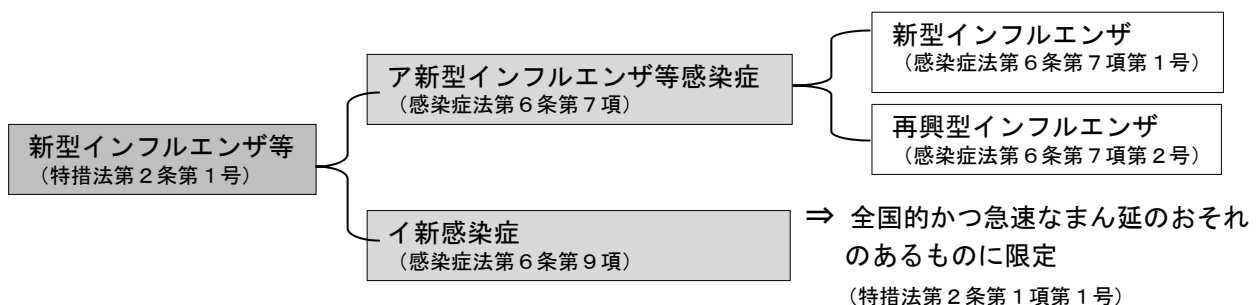 新型インフルエンザ等
(特措法第2条第1号)
ア新型インフルエンザ等感染症
(感染症法第6条第7項)
新型インフルエンザ
(感染症法第6条第7項第1号)
再興型インフルエンザ
(感染症法第6条第7項第2号)
イ新感染症
(感染症法第6条第9項)
⇒ 全国的かつ急速なまん延のおそれ
のあるものに限定
(特措法第2条第1項第1号)